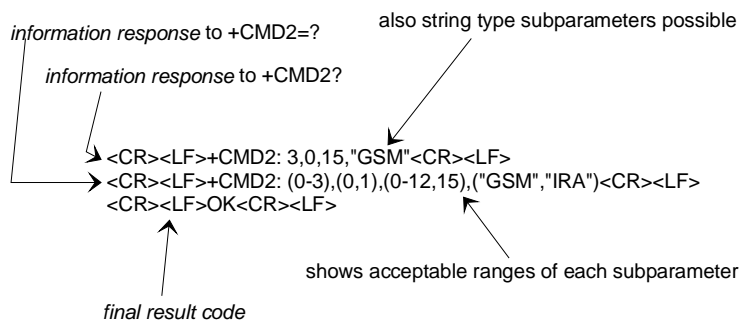 also string type subparameters possible
information response to +CMD2=?
information response to +CMD2?
<CR><LF>+CMD2: 3,0,15,"GSM"<CR><LF>
<CR><LF>+CMD2: (0-3),(0,1),(0-12,15),("GSM","IRA")<CR><LF>
<CR><LF>OK<CR><LF>
shows acceptable ranges of each subparameter
final result code